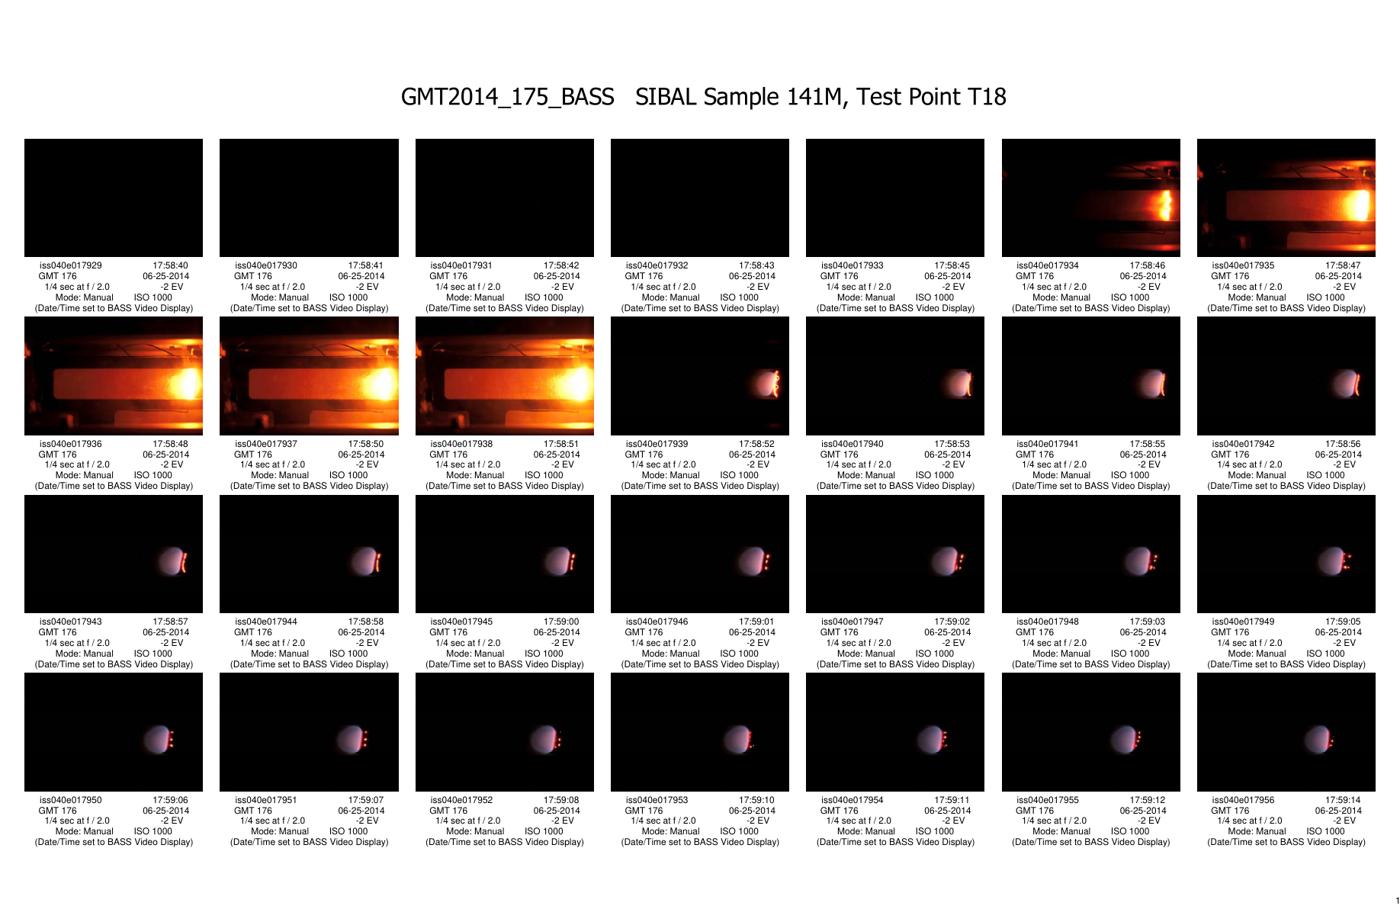 GMT2014_175_BASS SIBAL Sample 141M, Test Point T18
iss040e017929 17:58:40
GMT 176 06-25-2014
1/4 sec at f / 2.0 -2 EV
Mode: Manual ISO 1000
(Date/Time set to BASS Video Display)
iss040e017930 17:58:41
GMT 176 06-25-2014
1/4 sec at f / 2.0 -2 EV
Mode: Manual ISO 1000
(Date/Time set to BASS Video Display)
iss040e017931 17:58:42
GMT 176 06-25-2014
1/4 sec at f / 2.0 -2 EV
Mode: Manual ISO 1000
(Date/Time set to BASS Video Display)
iss040e017932 17:58:43
GMT 176 06-25-2014
1/4 sec at f / 2.0 -2 EV
Mode: Manual ISO 1000
(Date/Time set to BASS Video Display)
iss040e017933 17:58:45
GMT 176 06-25-2014
1/4 sec at f / 2.0 -2 EV
Mode: Manual ISO 1000
(Date/Time set to BASS Video Display)
iss040e017934 17:58:46
GMT 176 06-25-2014
1/4 sec at f / 2.0 -2 EV
Mode: Manual ISO 1000
(Date/Time set to BASS Video Display)
iss040e017935 17:58:47
GMT 176 06-25-2014
1/4 sec at f / 2.0 -2 EV
Mode: Manual ISO 1000
(Date/Time set to BASS Video Display)
iss040e017936 17:58:48
GMT 176 06-25-2014
1/4 sec at f / 2.0 -2 EV
Mode: Manual ISO 1000
(Date/Time set to BASS Video Display)
iss040e017937 17:58:50
GMT 176 06-25-2014
1/4 sec at f / 2.0 -2 EV
Mode: Manual ISO 1000
(Date/Time set to BASS Video Display)
iss040e017938 17:58:51
GMT 176 06-25-2014
1/4 sec at f / 2.0 -2 EV
Mode: Manual ISO 1000
(Date/Time set to BASS Video Display)
iss040e017939 17:58:52
GMT 176 06-25-2014
1/4 sec at f / 2.0 -2 EV
Mode: Manual ISO 1000
(Date/Time set to BASS Video Display)
iss040e017940 17:58:53
GMT 176 06-25-2014
1/4 sec at f / 2.0 -2 EV
Mode: Manual ISO 1000
(Date/Time set to BASS Video Display)
iss040e017941 17:58:55
GMT 176 06-25-2014
1/4 sec at f / 2.0 -2 EV
Mode: Manual ISO 1000
(Date/Time set to BASS Video Display)
iss040e017942 17:58:56
GMT 176 06-25-2014
1/4 sec at f / 2.0 -2 EV
Mode: Manual ISO 1000
(Date/Time set to BASS Video Display)
iss040e017943 17:58:57
GMT 176 06-25-2014
1/4 sec at f / 2.0 -2 EV
Mode: Manual ISO 1000
(Date/Time set to BASS Video Display)
iss040e017944 17:58:58
GMT 176 06-25-2014
1/4 sec at f / 2.0 -2 EV
Mode: Manual ISO 1000
(Date/Time set to BASS Video Display)
iss040e017945 17:59:00
GMT 176 06-25-2014
1/4 sec at f / 2.0 -2 EV
Mode: Manual ISO 1000
(Date/Time set to BASS Video Display)
iss040e017946 17:59:01
GMT 176 06-25-2014
1/4 sec at f / 2.0 -2 EV
Mode: Manual ISO 1000
(Date/Time set to BASS Video Display)
iss040e017947 17:59:02
GMT 176 06-25-2014
1/4 sec at f / 2.0 -2 EV
Mode: Manual ISO 1000
(Date/Time set to BASS Video Display)
iss040e017948 17:59:03
GMT 176 06-25-2014
1/4 sec at f / 2.0 -2 EV
Mode: Manual ISO 1000
(Date/Time set to BASS Video Display)
iss040e017949 17:59:05
GMT 176 06-25-2014
1/4 sec at f / 2.0 -2 EV
Mode: Manual ISO 1000
(Date/Time set to BASS Video Display)
iss040e017950 17:59:06
GMT 176 06-25-2014
1/4 sec at f / 2.0 -2 EV
Mode: Manual ISO 1000
(Date/Time set to BASS Video Display)
iss040e017951 17:59:07
GMT 176 06-25-2014
1/4 sec at f / 2.0 -2 EV
Mode: Manual ISO 1000
(Date/Time set to BASS Video Display)
iss040e017952 17:59:08
GMT 176 06-25-2014
1/4 sec at f / 2.0 -2 EV
Mode: Manual ISO 1000
(Date/Time set to BASS Video Display)
iss040e017953 17:59:10
GMT 176 06-25-2014
1/4 sec at f / 2.0 -2 EV
Mode: Manual ISO 1000
(Date/Time set to BASS Video Display)
iss040e017954 17:59:11
GMT 176 06-25-2014
1/4 sec at f / 2.0 -2 EV
Mode: Manual ISO 1000
(Date/Time set to BASS Video Display)
iss040e017955 17:59:12
GMT 176 06-25-2014
1/4 sec at f / 2.0 -2 EV
Mode: Manual ISO 1000
(Date/Time set to BASS Video Display)
iss040e017956 17:59:14
GMT 176 06-25-2014
1/4 sec at f / 2.0 -2 EV
Mode: Manual ISO 1000
(Date/Time set to BASS Video Display)